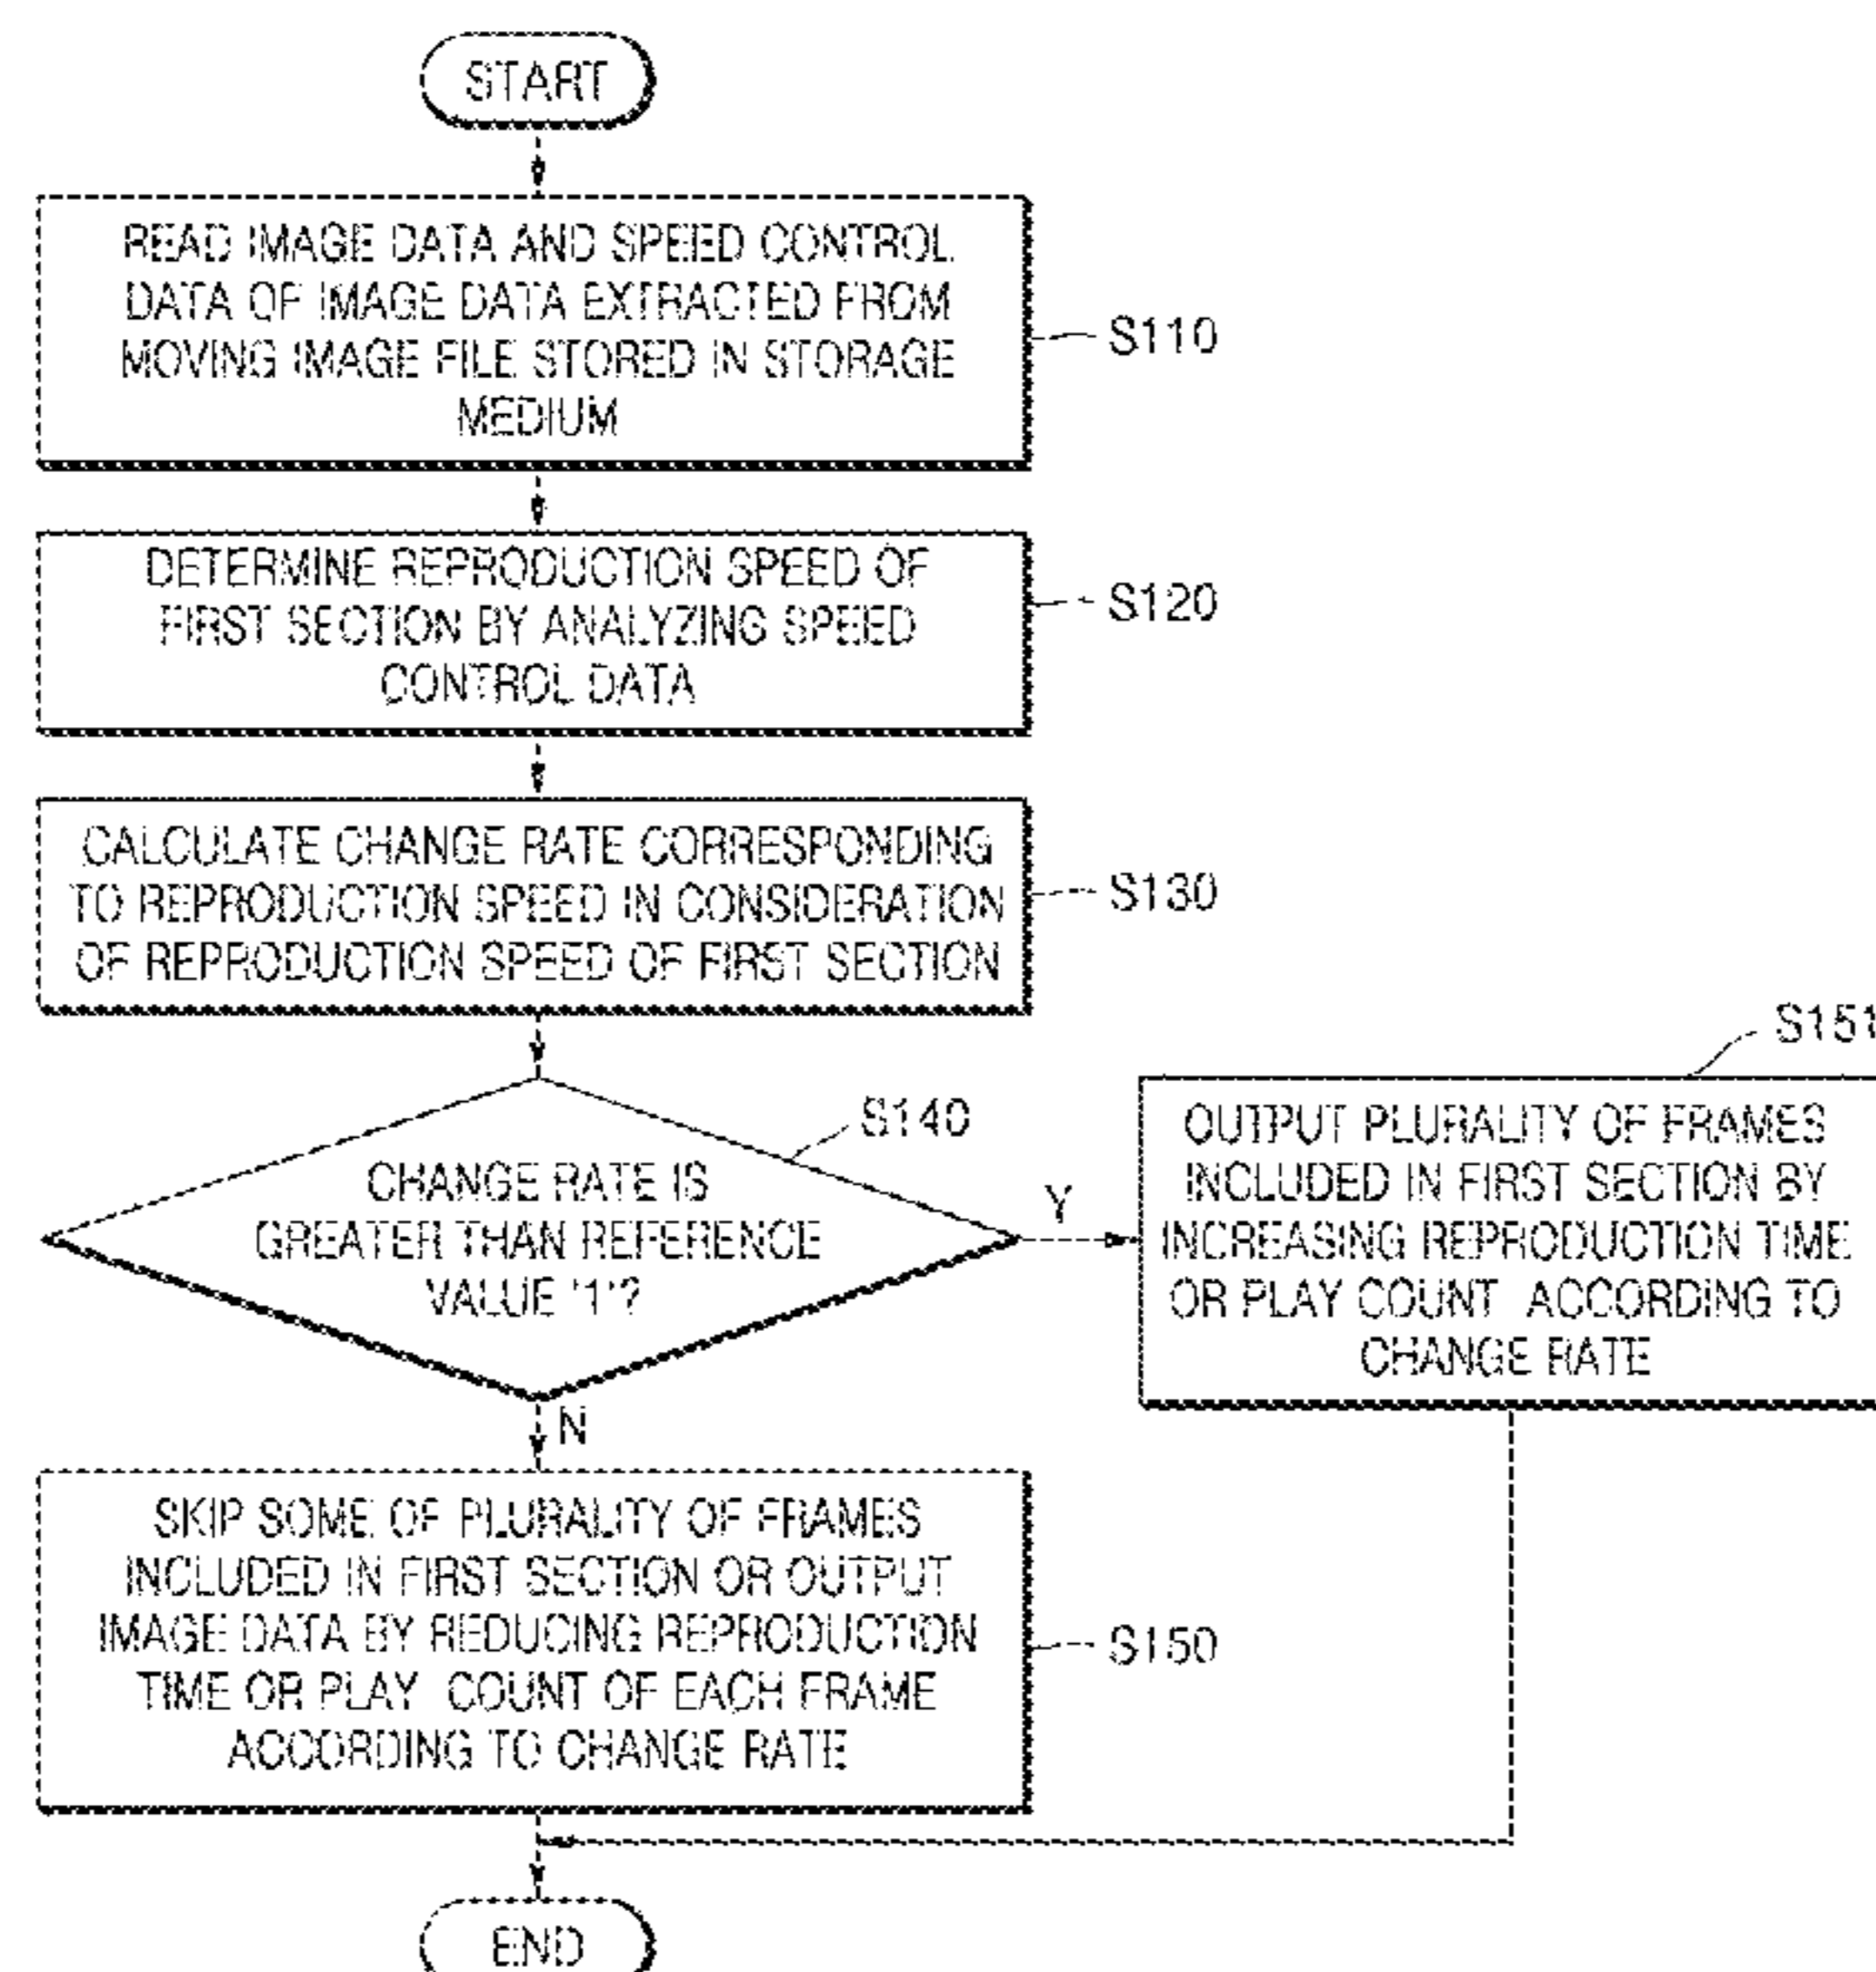 START
READ IMAGE DATA AND SPEED CONTROL
DATA OF IMAGE DATA EXTRACTED FROM
MOVING IMAGE FILE STORED IN STORAGE
MEDIUM
S110
DETERMINE REPRODUCTION SPEED OF
FIRST SECTION BY ANALYZING SPEED
CONTROL DATA
S120
CALCULATE CHANGE RATE CORRESPONDING
TO REPRODUCTION SPEED IN CONSIDERATION
OF REPRODUCTION SPEED OF FIRST SECTION
S130
S140
CHANGE RATE IS
GREATER THAN REFERENCE
VALUE '1'?
Y
S151
OUTPUT PLURALITY OF FRAMES
INCLUDED IN FIRST SECTION BY
INCREASING REPRODUCTION TIME
OR PLAY COUNT ACCORDING TO
CHANGE RATE
N
SKIP SOME OF PLURALITY OF FRAMES
INCLUDED IN FIRST SECTION OR OUTPUT
IMAGE DATA BY REDUCING REPRODUCTION
TIME OR PLAY COUNT OF EACH FRAME
ACCORDING TO CHANGE RATE
S150
END